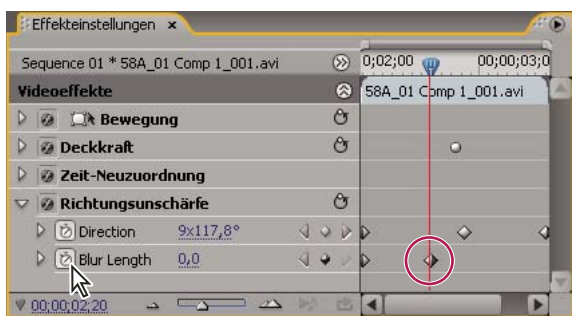 Effekteinstellungen ×
Sequence 01 * 58A_01 Comp 1_001.avi
0;02;00 00;00;03;0
Videoeffekte
58A_01 Comp 1_001.avi
Bewegung
Deckkraft
Zeit-Neuzuordnung
Richtungsunschärfe
Direction 9x117,8°
Blur Length 0,0
00;00;02;20